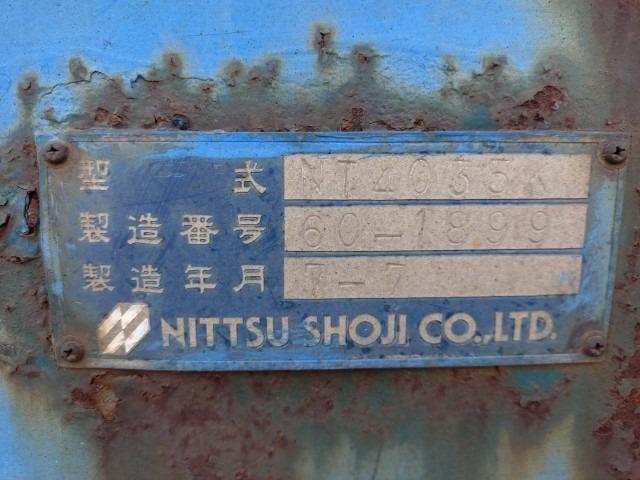 型式 NT4035K
製造番号 60-1899
製造年月 7-7
NITTSU SHOJI CO.,LTD.